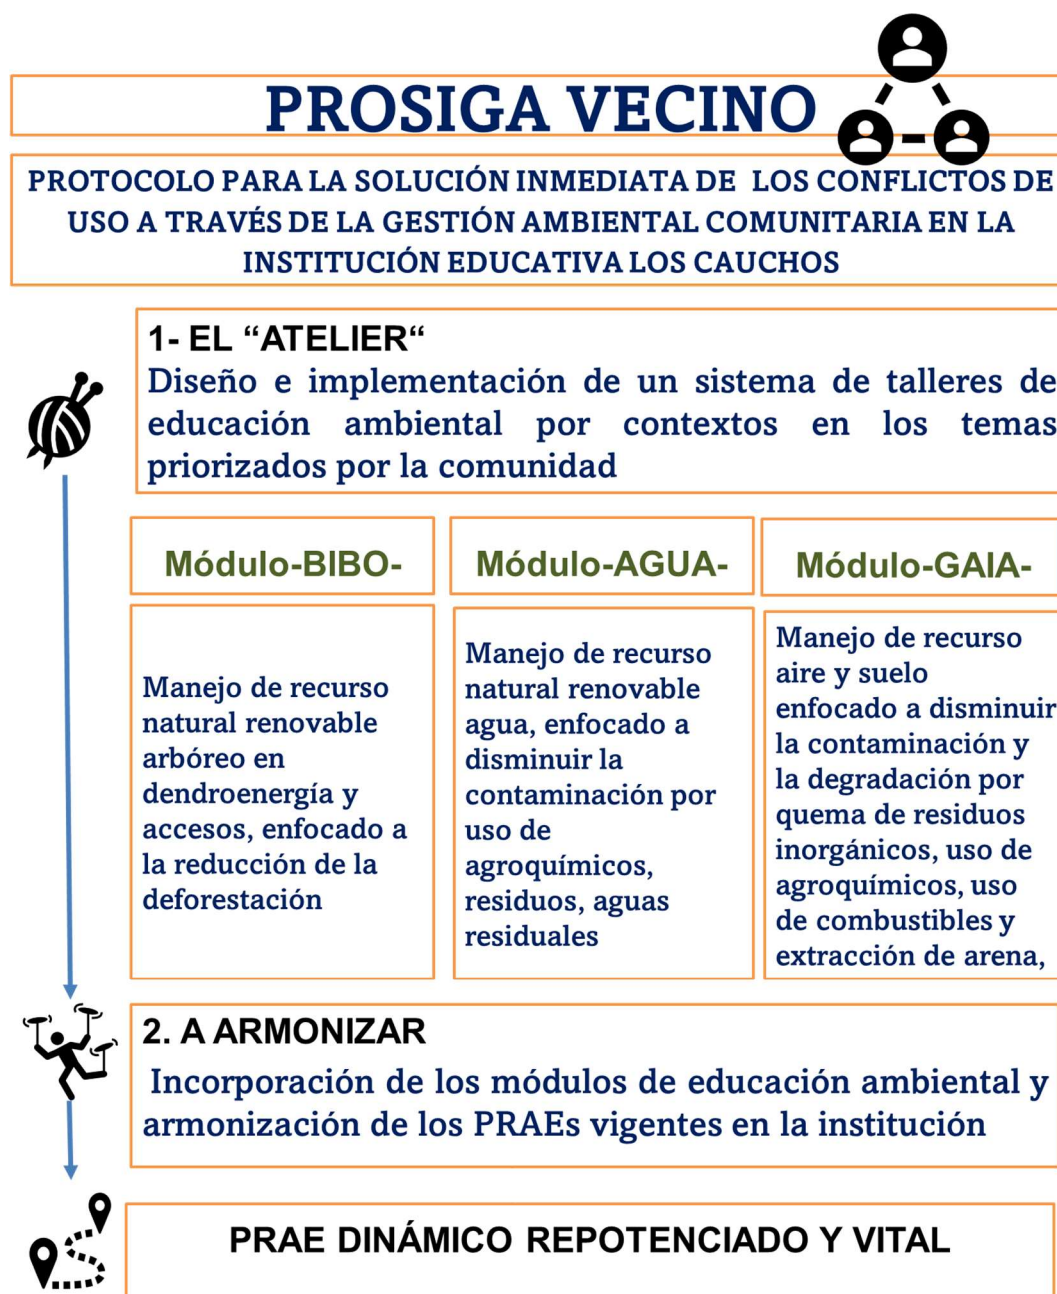 PROSIGA VECINO
PROTOCOLO PARA LA SOLUCIÓN INMEDIATA DE LOS CONFLICTOS DE
USO A TRAVÉS DE LA GESTIÓN AMBIENTAL COMUNITARIA EN LA
INSTITUCIÓN EDUCATIVA LOS CAUCHOS
1- EL “ATELIER“
Diseño e implementación de un sistema de talleres de
educación ambiental por contextos en los temas
priorizados por la comunidad
Módulo-BIBO-
Manejo de recurso
natural renovable
arbóreo en
dendroenergía y
accesos, enfocado a
la reducción de la
deforestación
Módulo-AGUA-
Manejo de recurso
natural renovable
agua, enfocado a
disminuir la
contaminación por
uso de
agroquímicos,
residuos, aguas
residuales
Módulo-GAIA-
Manejo de recurso
aire y suelo
enfocado a disminuir
la contaminación y
la degradación por
quema de residuos
inorgánicos, uso de
agroquímicos, uso
de combustibles y
extracción de arena,
2. A ARMONIZAR
Incorporación de los módulos de educación ambiental y
armonización de los PRAEs vigentes en la institución
PRAE DINÁMICO REPOTENCIADO Y VITAL